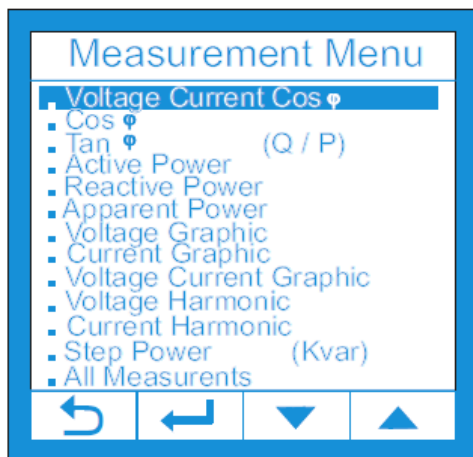 Measurement Menu
Voltage Current Cos φ
Cos φ
Tan φ (Q / P)
Active Power
Reactive Power
Apparent Power
Voltage Graphic
Current Graphic
Voltage Current Graphic
Voltage Harmonic
Current Harmonic
Step Power (Kvar)
All Measurents